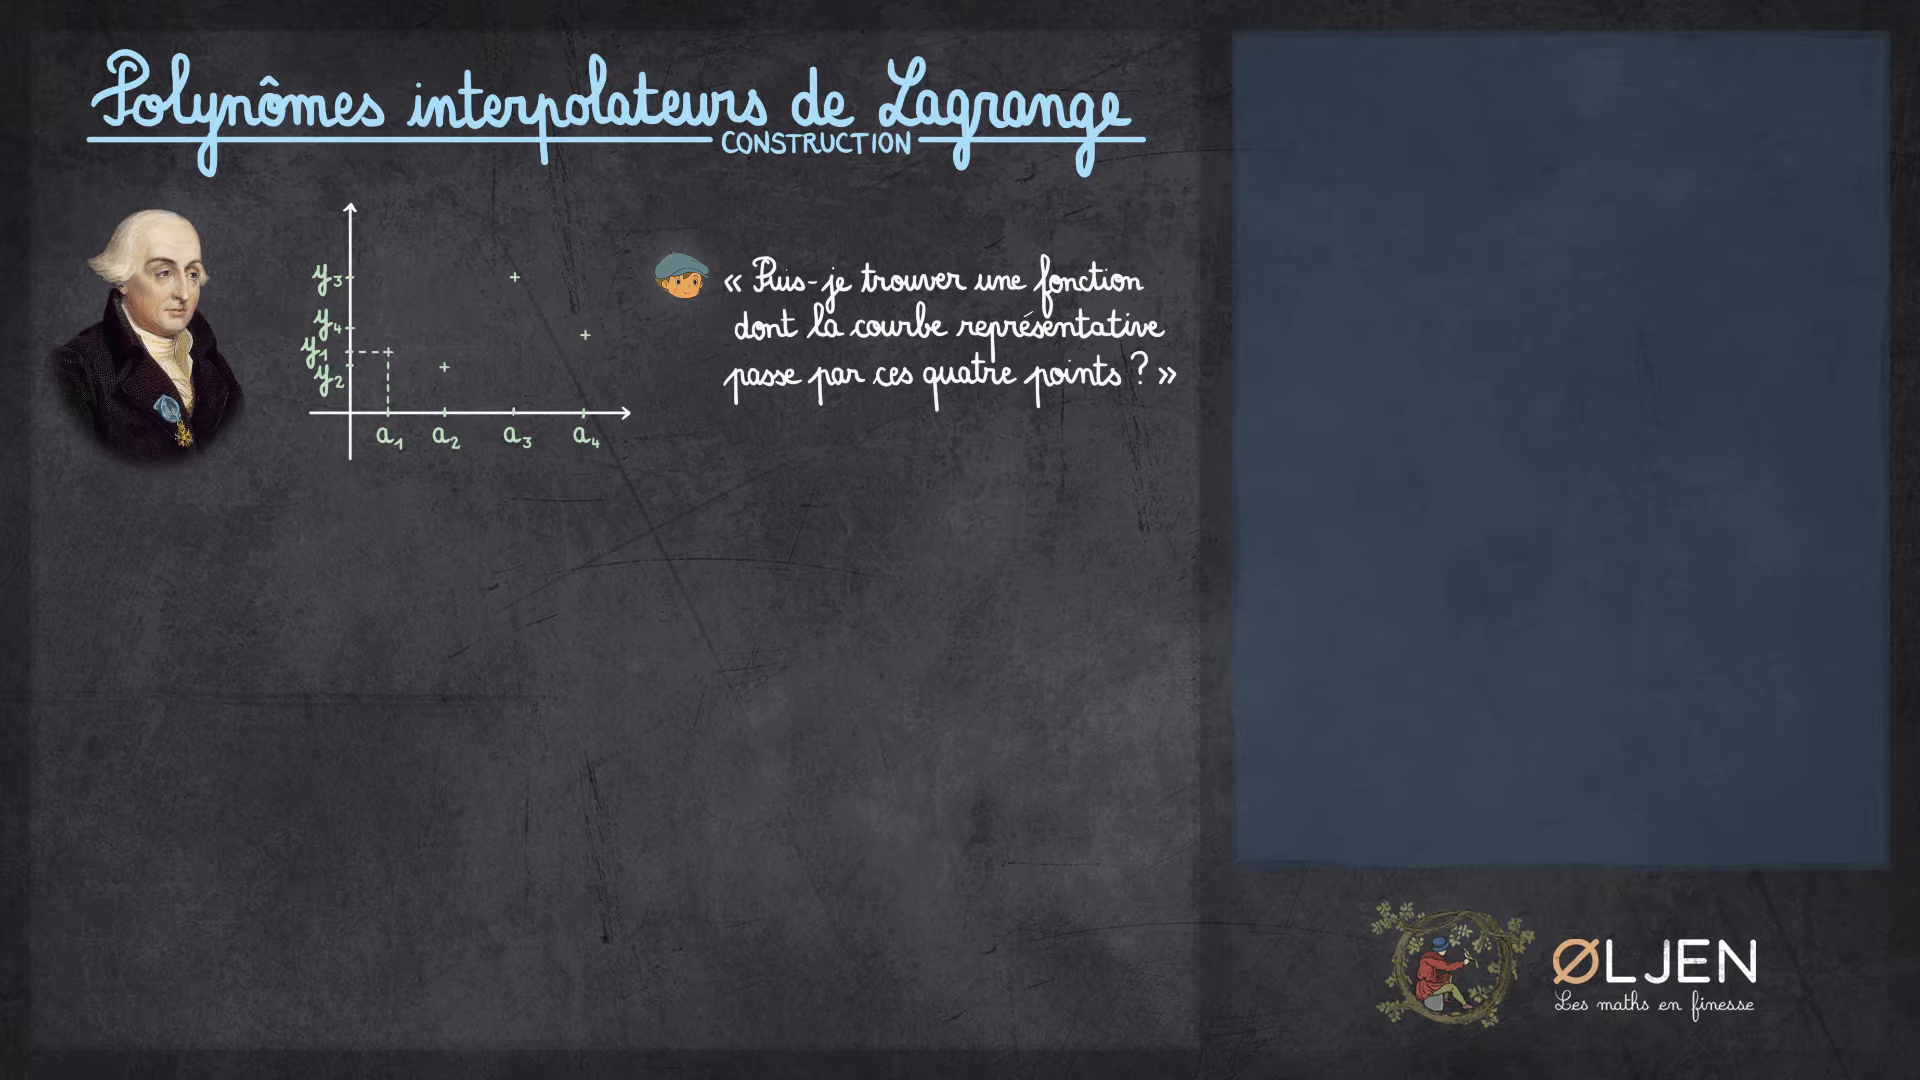 Polynômes interpolateurs de Lagrange
CONSTRUCTION
y₃
y₄
y₁
y₂
a₁ a₂ a₃ a₄
« Puis-je trouver une fonction
dont la courbe représentative
passe par ces quatre points ? »
ØLJEN
Les maths en finesse